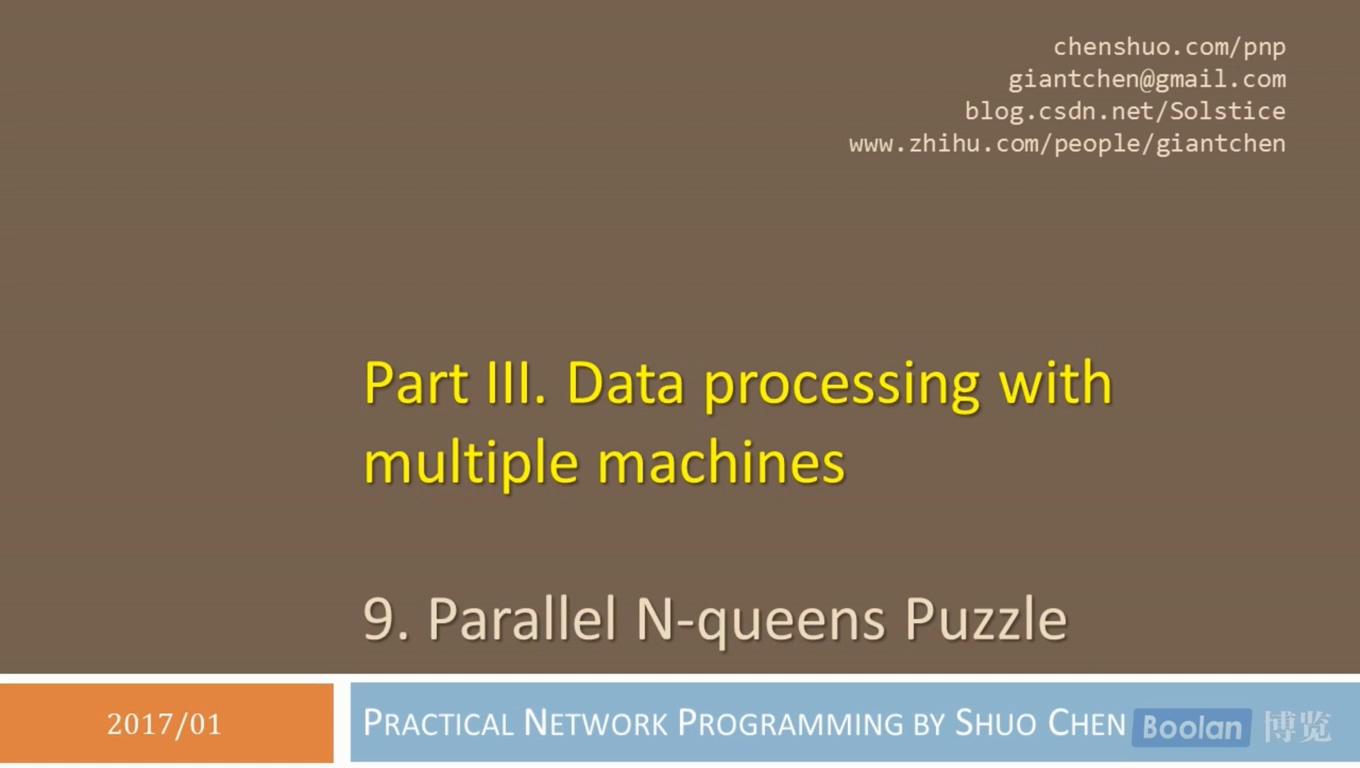 chenshuo.com/pnp
giantchen@gmail.com
blog.csdn.net/Solstice
www.zhihu.com/people/giantchen
Part III. Data processing with
multiple machines
9. Parallel N-queens Puzzle
2017/01
PRACTICAL NETWORK PROGRAMMING BY SHUO CHEN
Boolan 博览